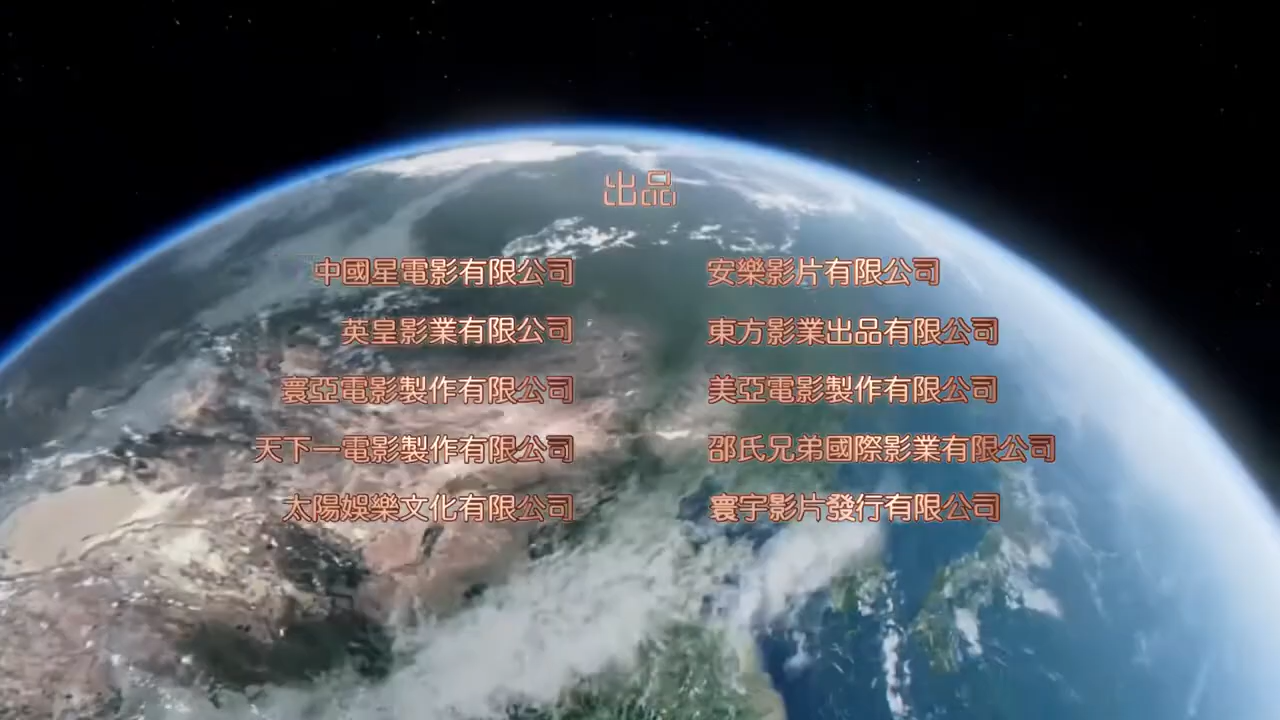 出品
中國星電影有限公司
安樂影片有限公司
英皇影業有限公司
東方影業出品有限公司
寰亞電影製作有限公司
美亞電影製作有限公司
天下一電影製作有限公司
邵氏兄弟國際影業有限公司
太陽娛樂文化有限公司
寰宇影片發行有限公司